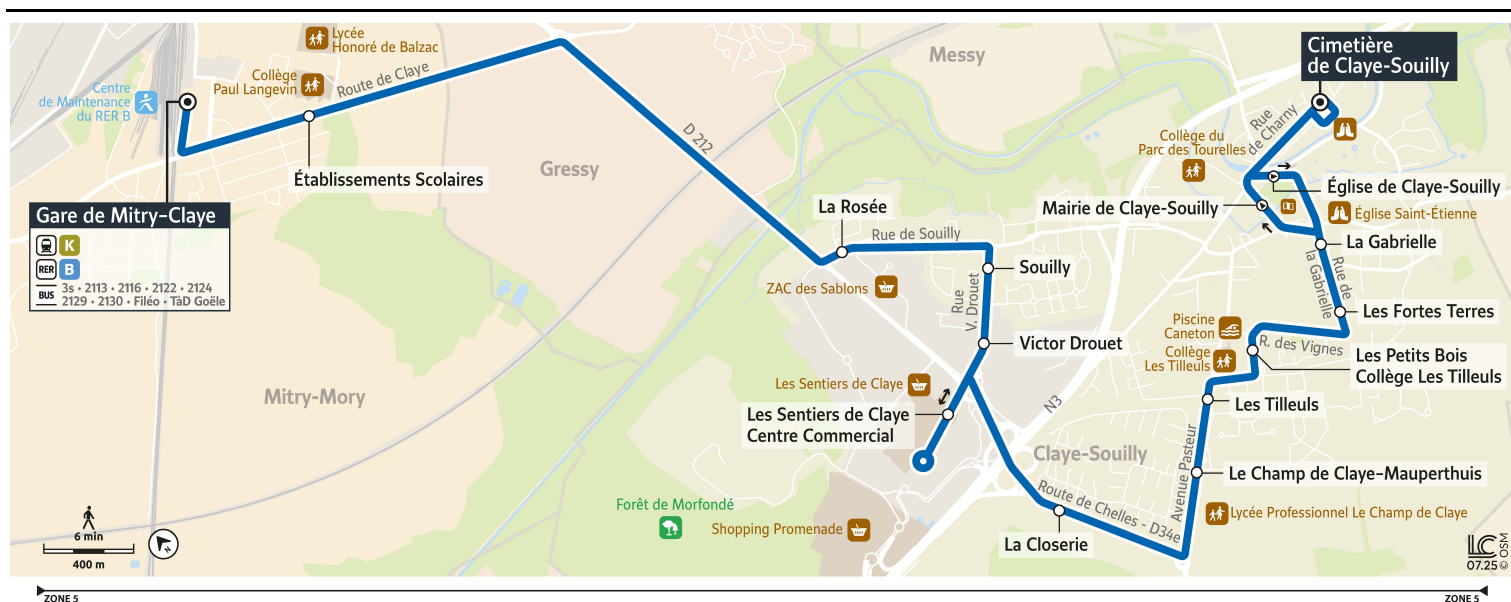 Lycée
Honoré de Balzac
Collège
Paul Langevin
Route de Claye
Centre
de Maintenance
du RER B
Établissements Scolaires
Gare de Mitry-Claye
K
RER B
BUS
3s • 2113 • 2116 • 2122 • 2124
2129 • 2130 • Filéo • TàD Goële
Mitry-Mory
Gressy
D 212
Messy
La Rosée
Rue de Souilly
Souilly
ZAC des Sablons
Rue
V. Drouet
Victor Drouet
Les Sentiers de Claye
Les Sentiers de Claye
Centre Commercial
Forêt de Morfondé
Shopping Promenade
N3
Claye-Souilly
Route de Chelles - D34e
La Closerie
Avenue Pasteur
Cimetière
de Claye-Souilly
Rue
de Charny
Collège du
Parc des Tourelles
Église de Claye-Souilly
Mairie de Claye-Souilly
Église Saint-Étienne
La Gabrielle
Rue de
la Gabrielle
Les Fortes Terres
Piscine
Caneton
R. des Vignes
Collège
Les Tilleuls
Les Petits Bois
Collège Les Tilleuls
Les Tilleuls
Le Champ de Claye-Mauperthuis
Lycée Professionnel Le Champ de Claye
6 min
400 m
N
LC
07.25
© OSM
ZONE 5
ZONE 5